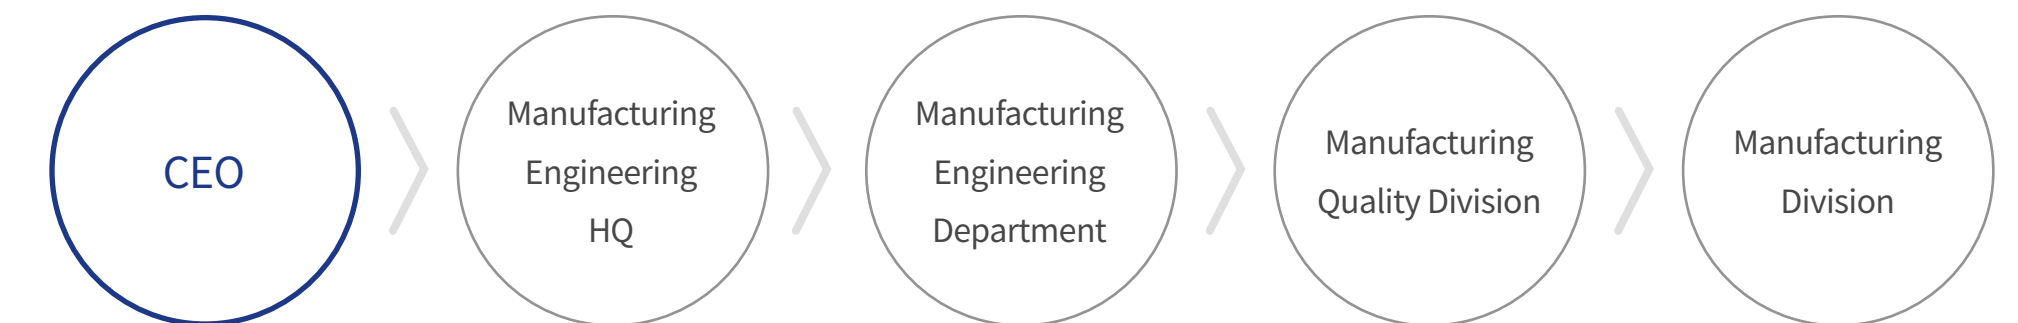 CEO
Manufacturing
Engineering
HQ
Manufacturing
Engineering
Department
Manufacturing
Quality Division
Manufacturing
Division